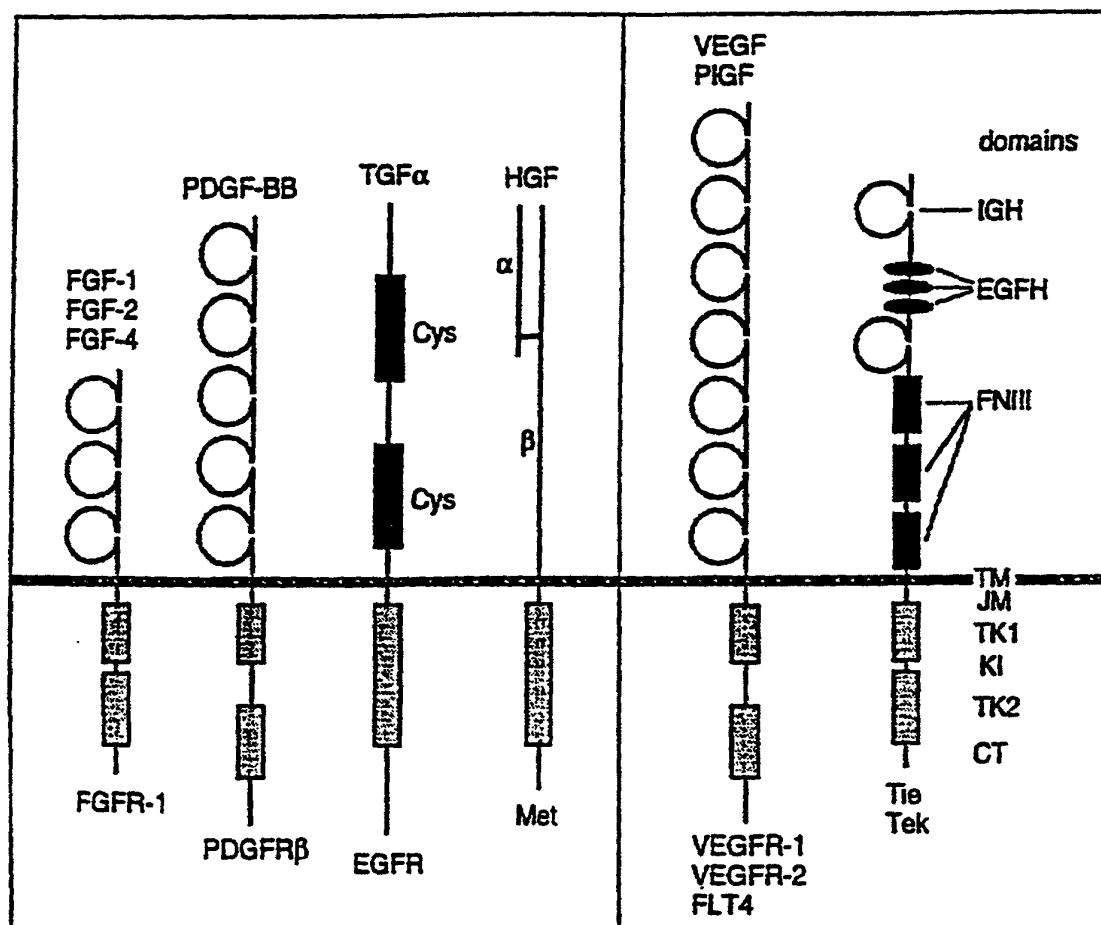 FGF-1
FGF-2
FGF-4
PDGF-BB
TGFα
HGF
α
β
Cys
Cys
FGFR-1
PDGFRβ
EGFR
Met
VEGF
PIGF
domains
IGH
EGFH
FNIII
TM
JM
TK1
KI
TK2
CT
VEGFR-1
VEGFR-2
FLT4
Tie
Tek